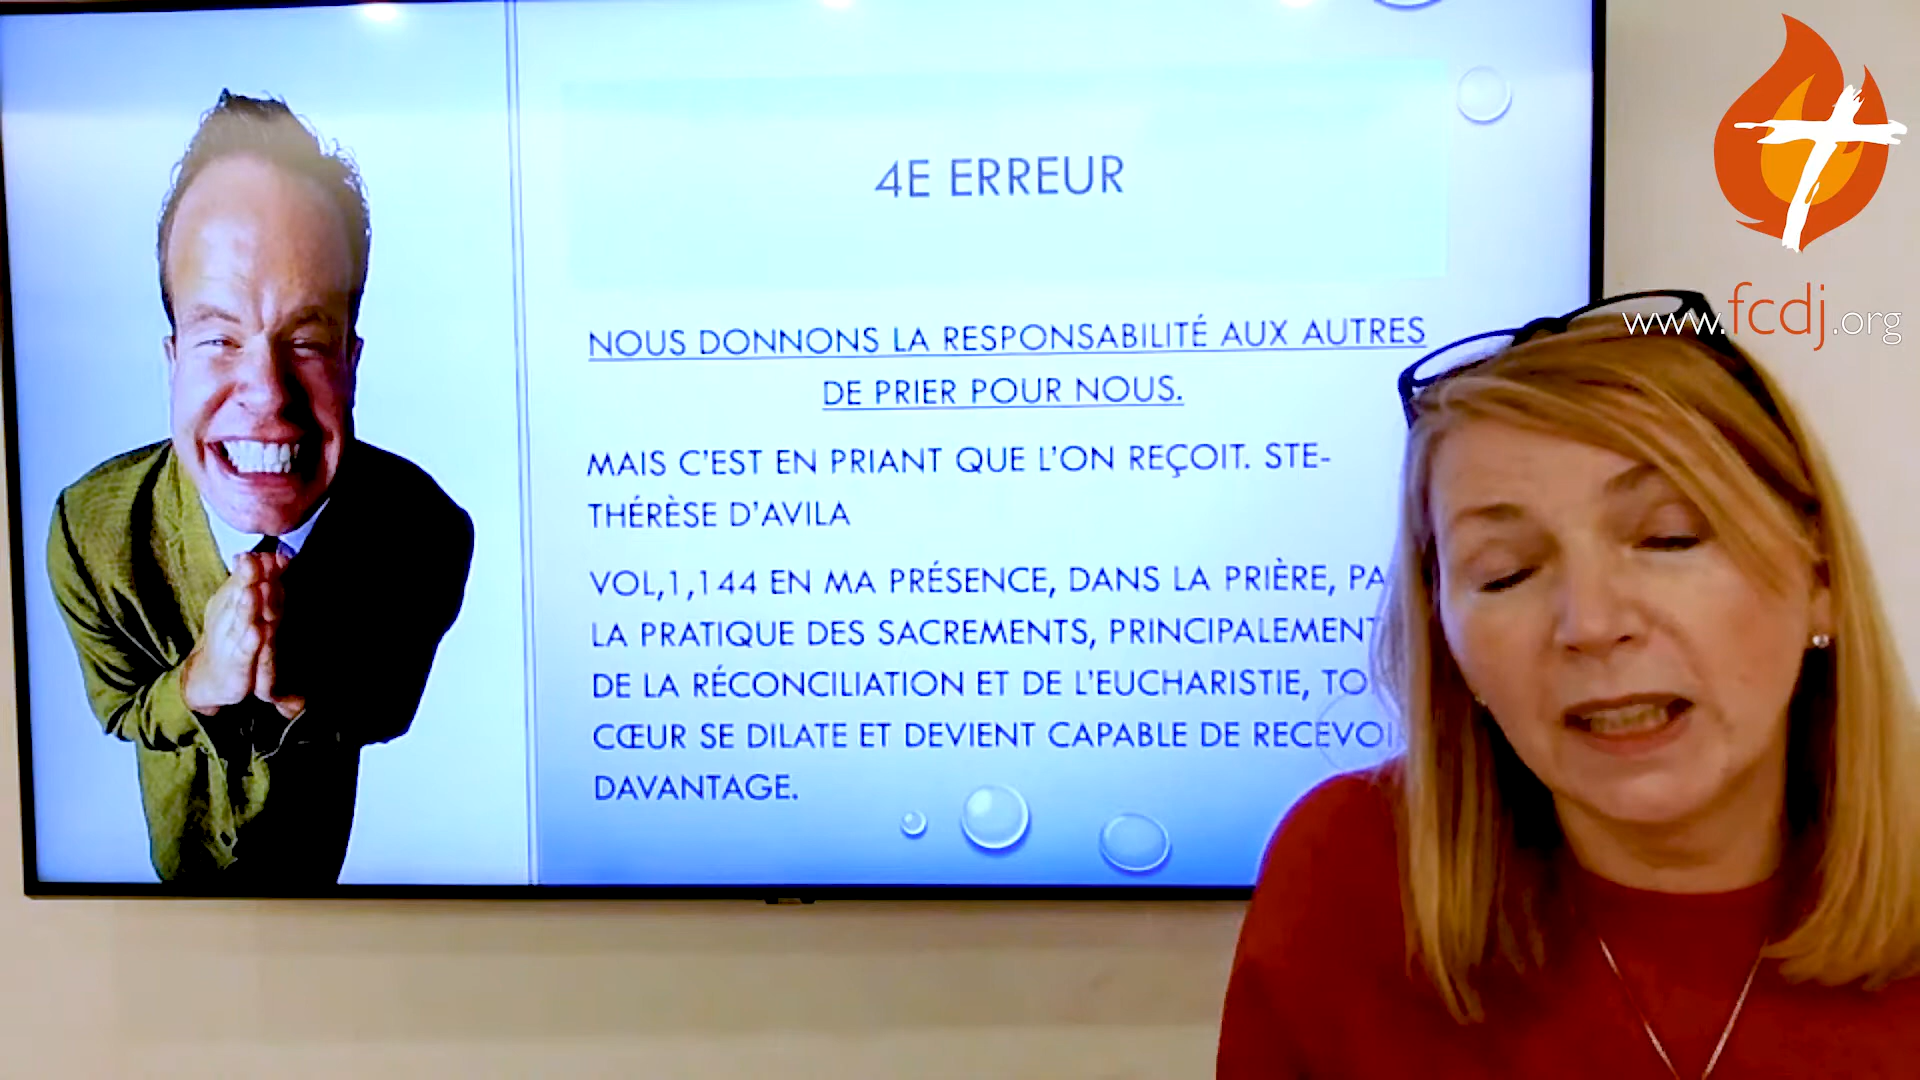 4E ERREUR
NOUS DONNONS LA RESPONSABILITÉ AUX AUTRES
DE PRIER POUR NOUS.
MAIS C'EST EN PRIANT QUE L'ON REÇOIT. STE-
THÉRÈSE D'AVILA
VOL,1,144 EN MA PRÉSENCE, DANS LA PRIÈRE, PA
LA PRATIQUE DES SACREMENTS, PRINCIPALEMENT
DE LA RÉCONCILIATION ET DE L'EUCHARISTIE, TO
CŒUR SE DILATE ET DEVIENT CAPABLE DE RECEVOI
DAVANTAGE.
www.fcdj.org